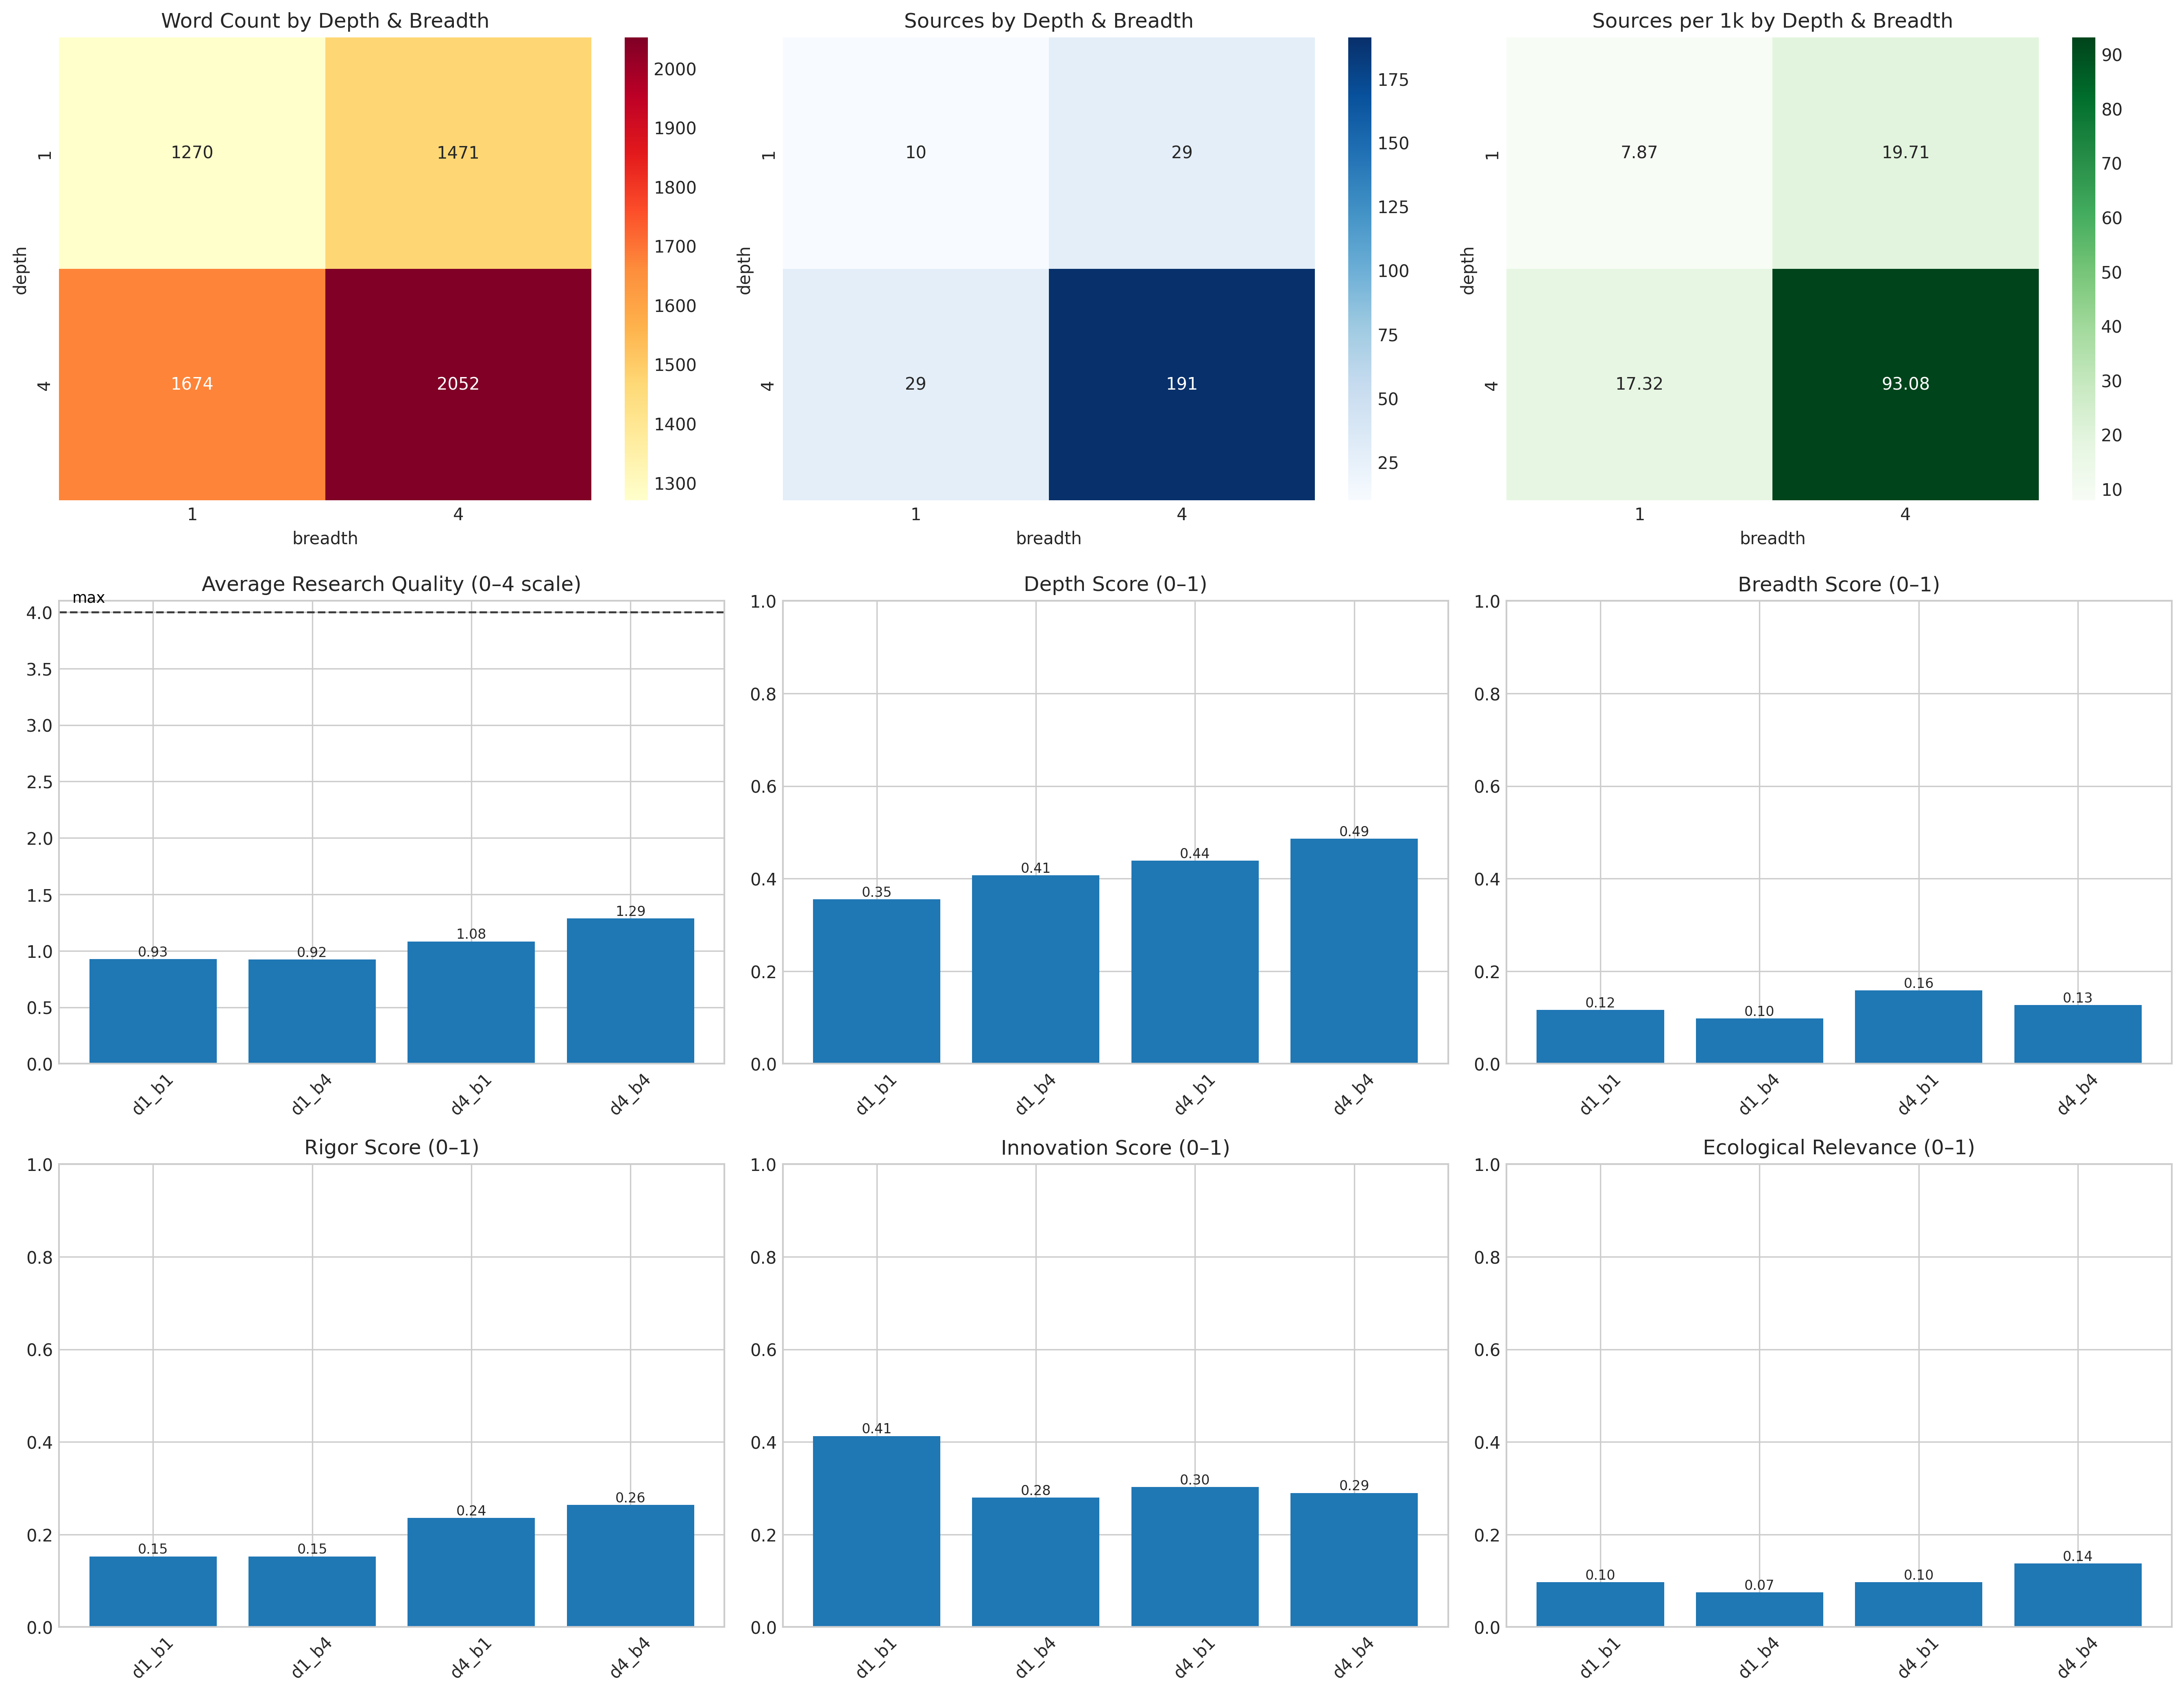 Word Count by Depth & Breadth
1270 1471
1674 2052
1
4
depth
1 4
breadth
2000
1900
1800
1700
1600
1500
1400
1300
Sources by Depth & Breadth
10 29
29 191
1
4
depth
1 4
breadth
175
150
125
100
75
50
25
Sources per 1k by Depth & Breadth
7.87 19.71
17.32 93.08
1
4
depth
1 4
breadth
90
80
70
60
50
40
30
20
10
Average Research Quality (0–4 scale)
max
4.0
3.5
3.0
2.5
2.0
1.5
1.0
0.5
0.0
0.93 0.92 1.08 1.29
d1_b1 d1_b4 d4_b1 d4_b4
Depth Score (0–1)
1.0
0.8
0.6
0.4
0.2
0.0
0.35 0.41 0.44 0.49
d1_b1 d1_b4 d4_b1 d4_b4
Breadth Score (0–1)
1.0
0.8
0.6
0.4
0.2
0.0
0.12 0.10 0.16 0.13
d1_b1 d1_b4 d4_b1 d4_b4
Rigor Score (0–1)
1.0
0.8
0.6
0.4
0.2
0.0
0.15 0.15 0.24 0.26
d1_b1 d1_b4 d4_b1 d4_b4
Innovation Score (0–1)
1.0
0.8
0.6
0.4
0.2
0.0
0.41 0.28 0.30 0.29
d1_b1 d1_b4 d4_b1 d4_b4
Ecological Relevance (0–1)
1.0
0.8
0.6
0.4
0.2
0.0
0.10 0.07 0.10 0.14
d1_b1 d1_b4 d4_b1 d4_b4